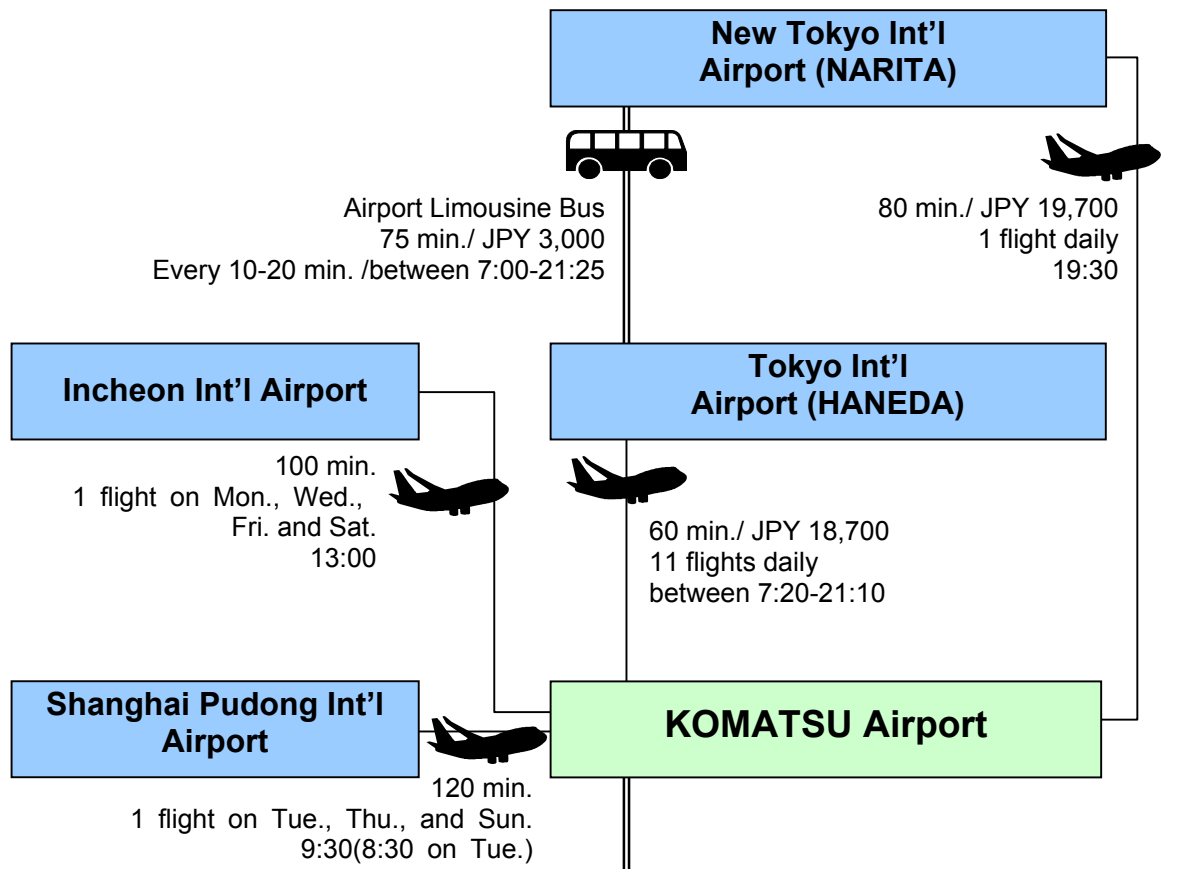 New Tokyo Int’l
Airport (NARITA)
Airport Limousine Bus
75 min./ JPY 3,000
Every 10-20 min. /between 7:00-21:25
80 min./ JPY 19,700
1 flight daily
19:30
Incheon Int’l Airport
Tokyo Int’l
Airport (HANEDA)
100 min.
1 flight on Mon., Wed.,
Fri. and Sat.
13:00
60 min./ JPY 18,700
11 flights daily
between 7:20-21:10
Shanghai Pudong Int’l
Airport
KOMATSU Airport
120 min.
1 flight on Tue., Thu., and Sun.
9:30(8:30 on Tue.)